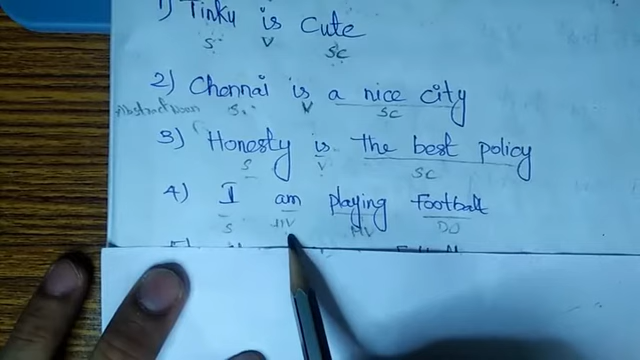 1) Tinku is cute
S V SC
2) Chennai is a nice city
S V SC
3) Honesty is the best policy
S V SC
4) I am playing football
S HV MV DO